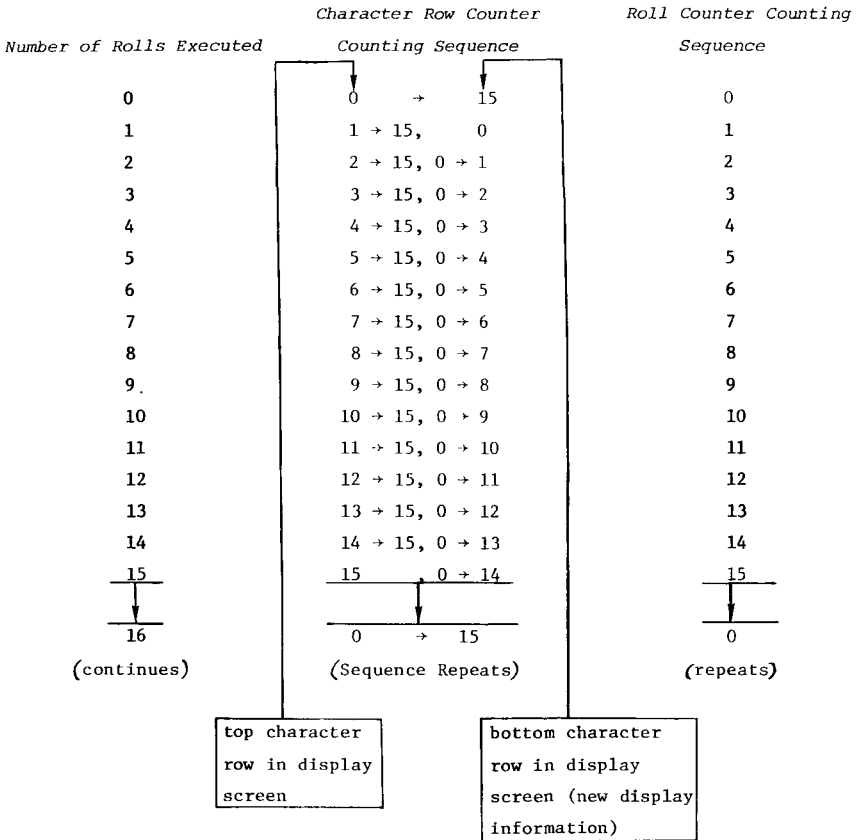 Character Row Counter Roll Counter Counting
Number of Rolls Executed Counting Sequence Sequence
0 0 → 15 0
1 1 → 15, 0 1
2 2 → 15, 0 → 1 2
3 3 → 15, 0 → 2 3
4 4 → 15, 0 → 3 4
5 5 → 15, 0 → 4 5
6 6 → 15, 0 → 5 6
7 7 → 15, 0 → 6 7
8 8 → 15, 0 → 7 8
9. 9 → 15, 0 → 8 9
10 10 → 15, 0 → 9 10
11 11 → 15, 0 → 10 11
12 12 → 15, 0 → 11 12
13 13 → 15, 0 → 12 13
14 14 → 15, 0 → 13 14
15 15 , 0 → 14 15
16 0 → 15 0
(continues) (Sequence Repeats) (repeats)
top character
row in display
screen
bottom character
row in display
screen (new display
information)